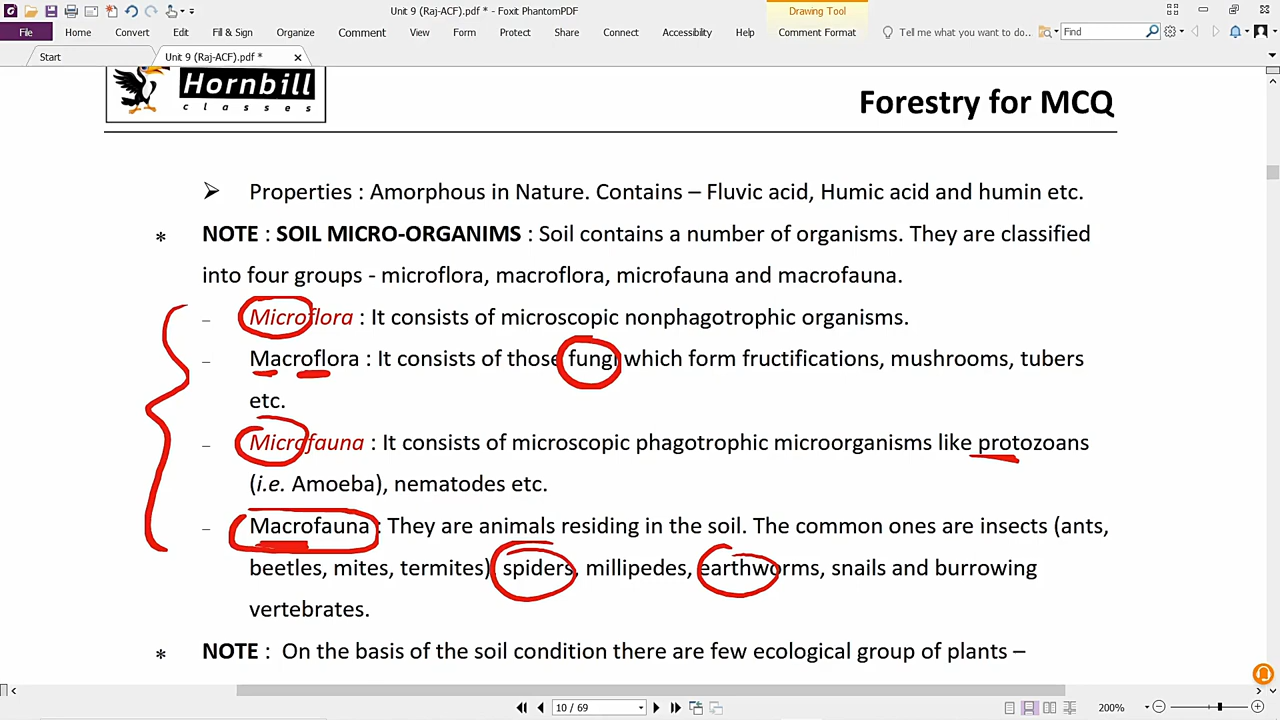 Unit 9 (Raj-ACF).pdf * - Foxit PhantomPDF
Drawing Tool
File Home Convert Edit Fill & Sign Organize Comment View Form Protect Share Connect Accessibility Help Comment Format Tell me what you want to do... Find
Start Unit 9 (Raj-ACF).pdf *
Hornbill
classes
Forestry for MCQ
Properties : Amorphous in Nature. Contains – Fluvic acid, Humic acid and humin etc.
* NOTE : SOIL MICRO-ORGANIMS : Soil contains a number of organisms. They are classified
into four groups - microflora, macroflora, microfauna and macrofauna.
– Microflora : It consists of microscopic nonphagotrophic organisms.
– Macroflora : It consists of those fungi which form fructifications, mushrooms, tubers
etc.
– Microfauna : It consists of microscopic phagotrophic microorganisms like protozoans
(i.e. Amoeba), nematodes etc.
– Macrofauna : They are animals residing in the soil. The common ones are insects (ants,
beetles, mites, termites), spiders, millipedes, earthworms, snails and burrowing
vertebrates.
* NOTE : On the basis of the soil condition there are few ecological group of plants –
10 / 69
200%